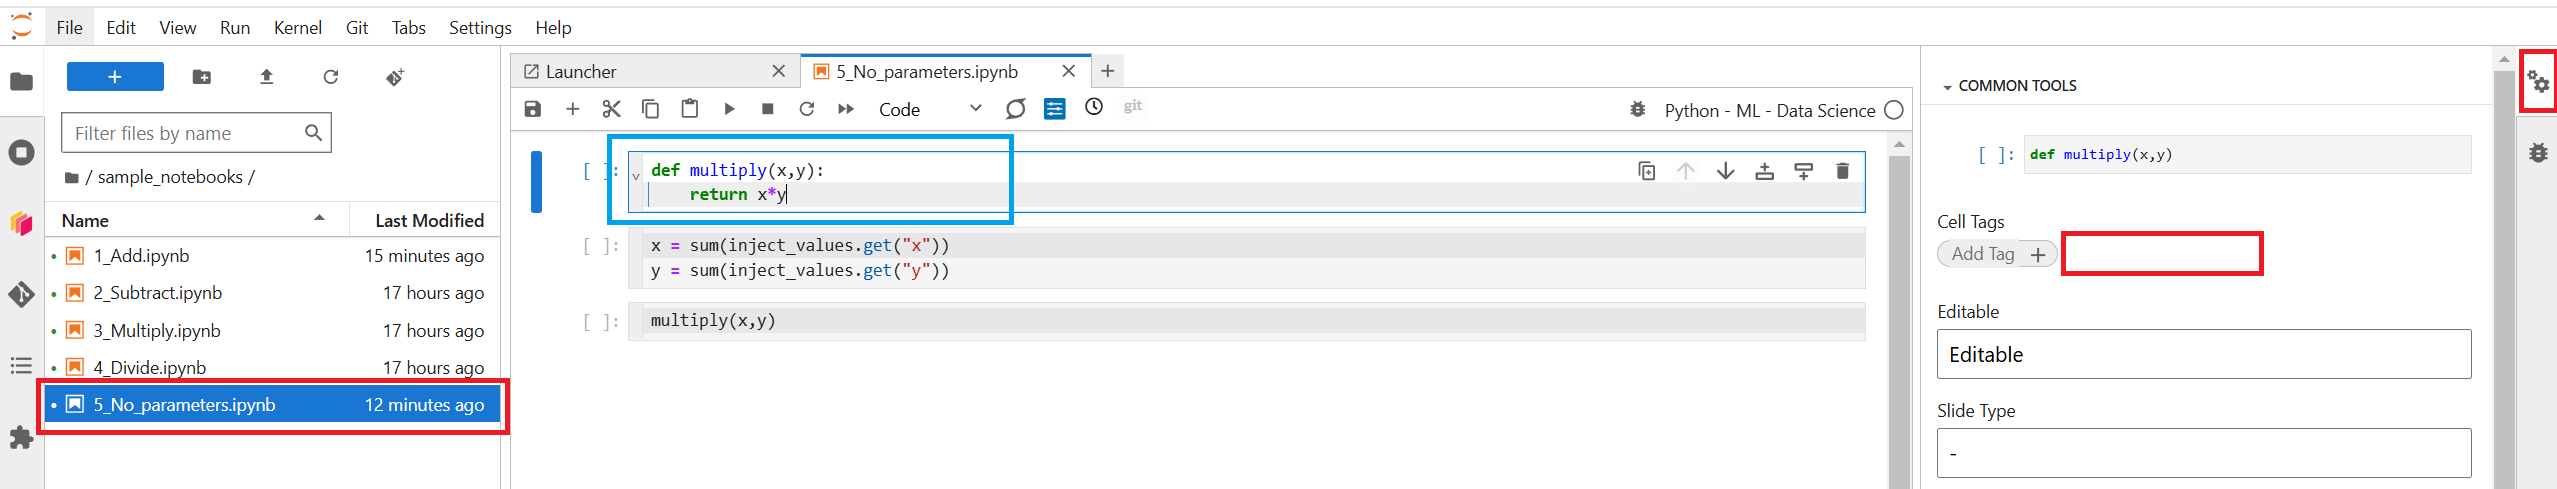 File Edit View Run Kernel Git Tabs Settings Help
+
Filter files by name
/ sample_notebooks /
Name Last Modified
1_Add.ipynb 15 minutes ago
2_Subtract.ipynb 17 hours ago
3_Multiply.ipynb 17 hours ago
4_Divide.ipynb 17 hours ago
5_No_parameters.ipynb 12 minutes ago
Launcher 5_No_parameters.ipynb
Code git Python - ML - Data Science
[ ]: def multiply(x,y):
return x*y
[ ]: x = sum(inject_values.get("x"))
y = sum(inject_values.get("y"))
[ ]: multiply(x,y)
COMMON TOOLS
[ ]: def multiply(x,y)
Cell Tags
Add Tag +
Editable
Editable
Slide Type
-